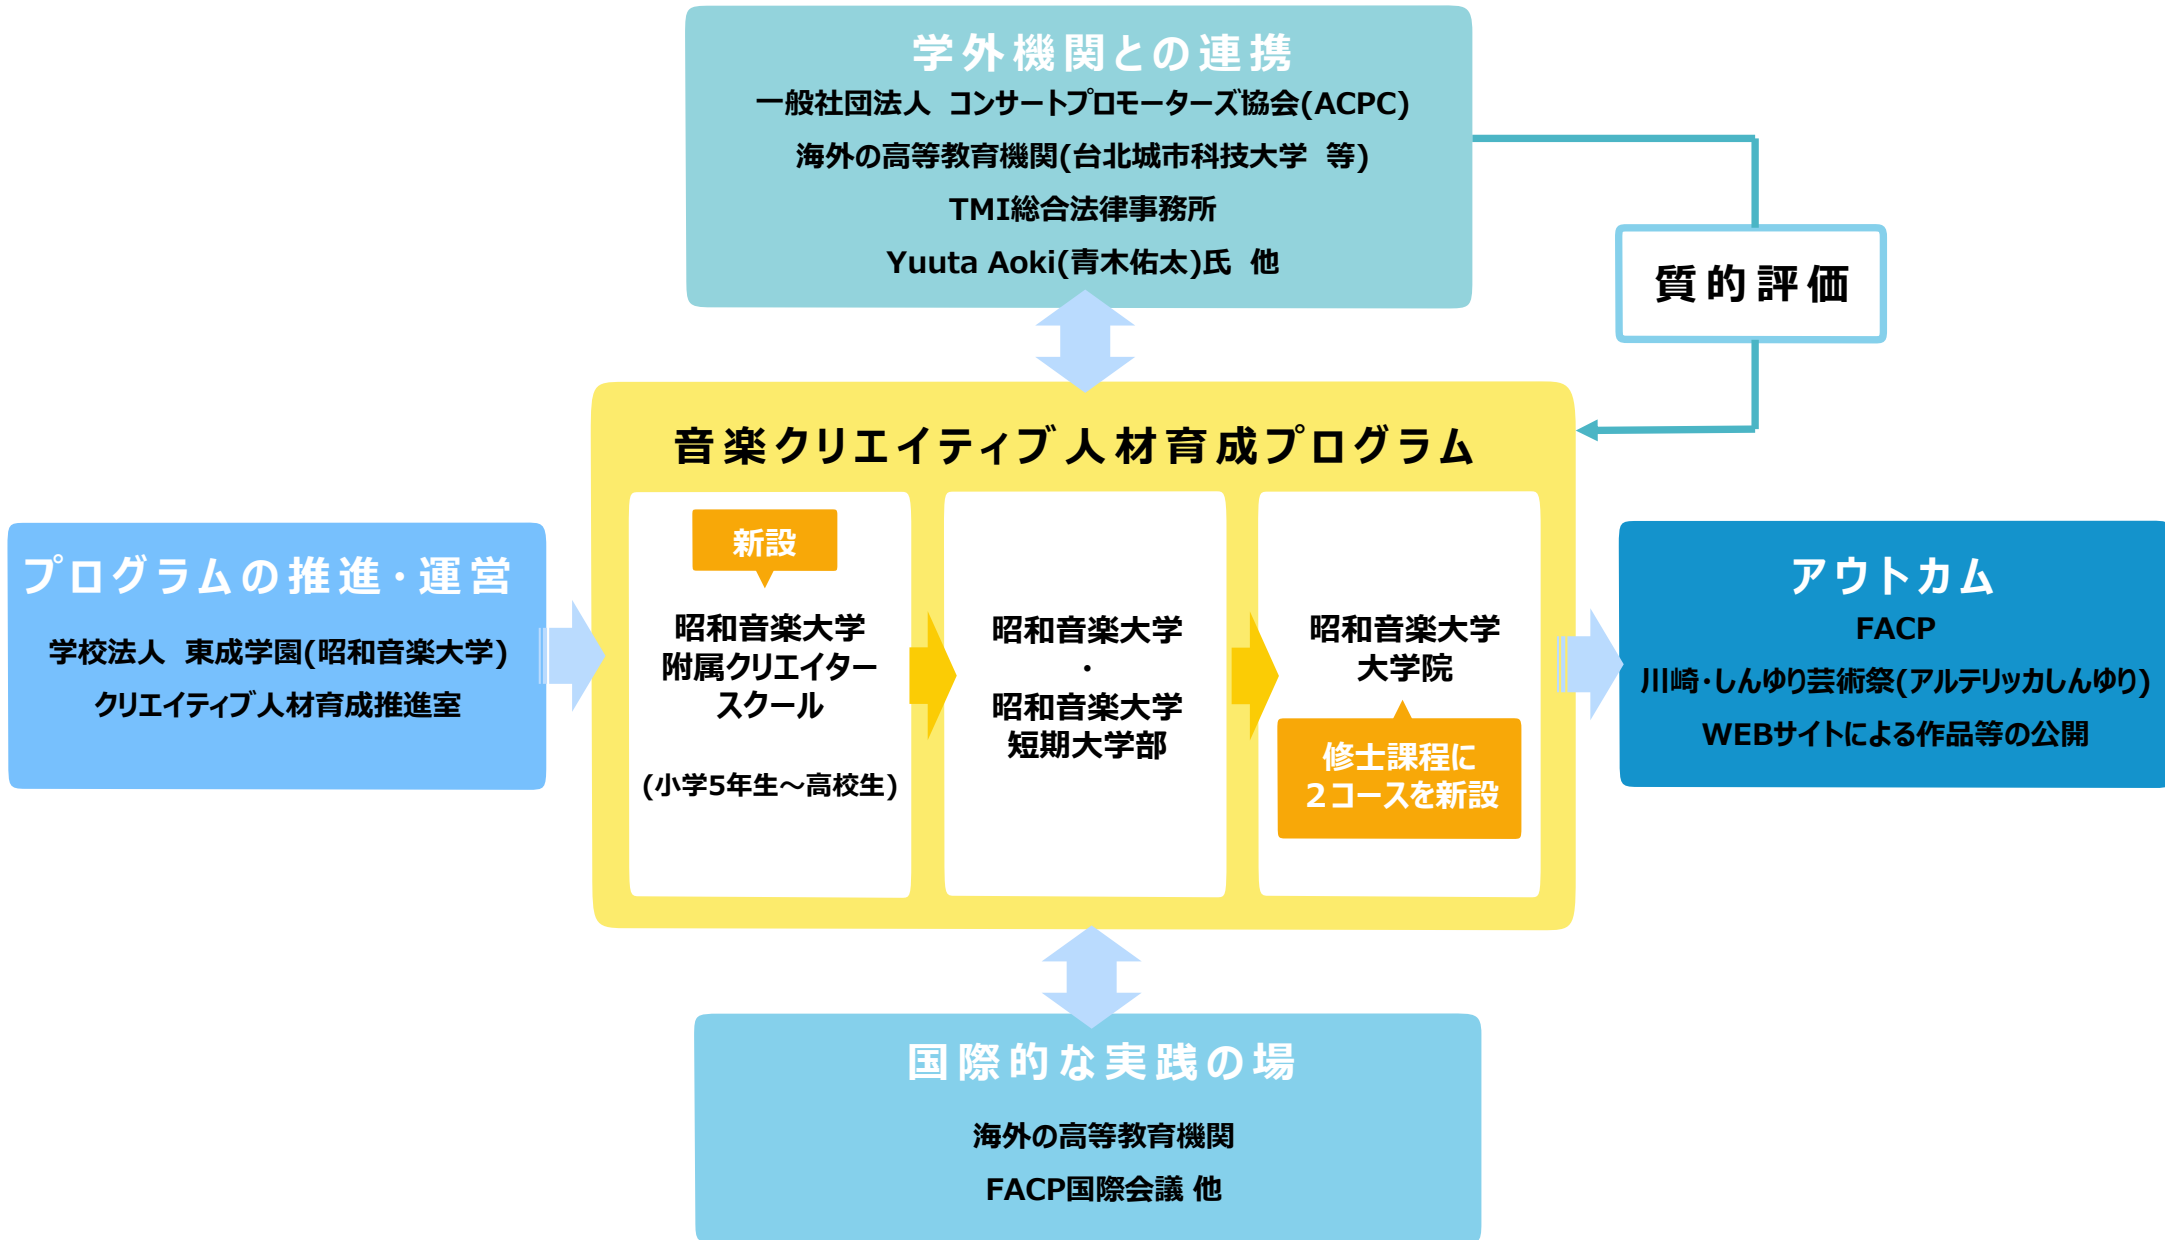 学外機関との連携
一般社団法人 コンサートプロモーターズ協会(ACPC)
海外の高等教育機関(台北城市科技大学 等)
TMI総合法律事務所
Yuuta Aoki(青木佑太)氏 他
質的評価
音楽クリエイティブ人材育成プログラム
プログラムの推進・運営
学校法人 東成学園(昭和音楽大学)
クリエイティブ人材育成推進室
新設
昭和音楽大学
附属クリエイター
スクール
(小学5年生～高校生)
昭和音楽大学
・
昭和音楽大学
短期大学部
昭和音楽大学
大学院
修士課程に
２コースを新設
アウトカム
FACP
川崎・しんゆり芸術祭(アルテリッカしんゆり)
WEBサイトによる作品等の公開
国際的な実践の場
海外の高等教育機関
FACP国際会議 他